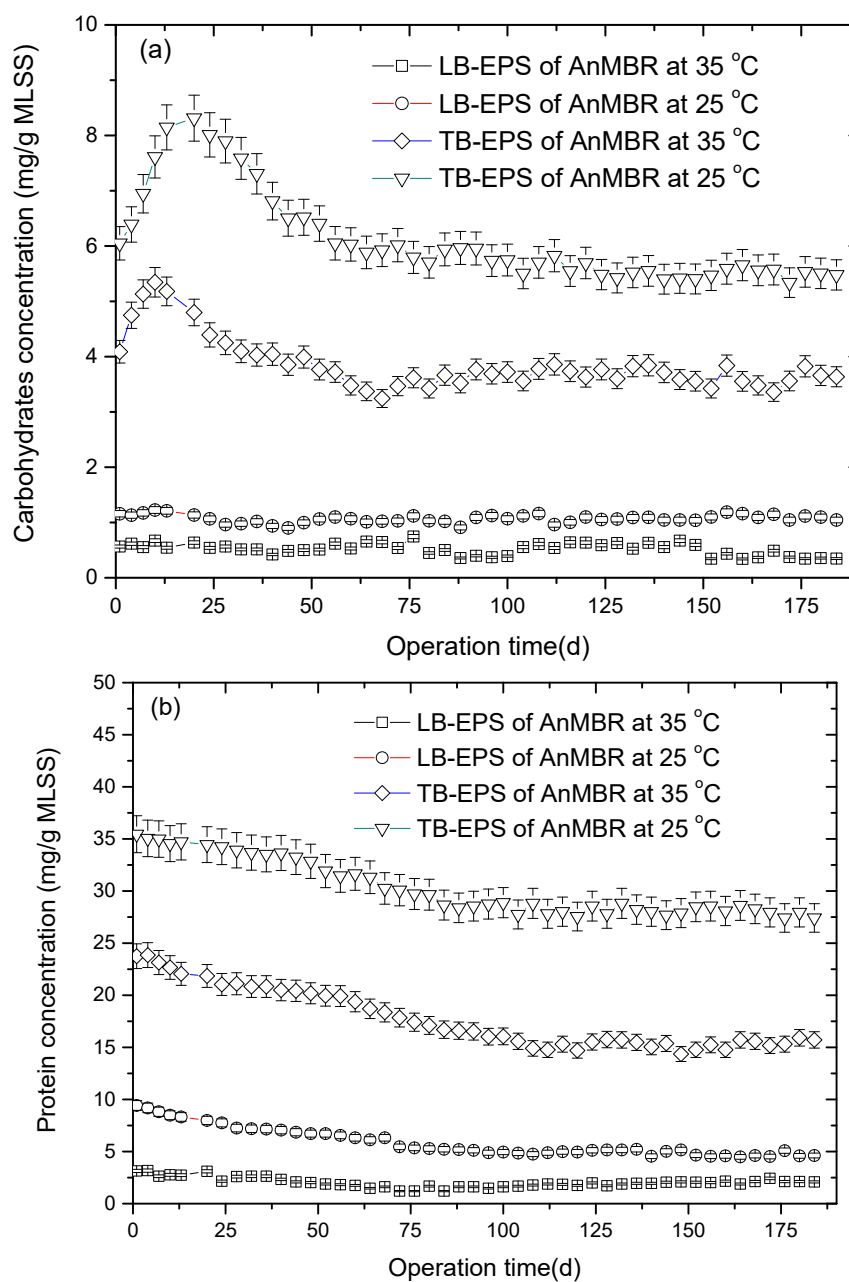 (a)
LB-EPS of AnMBR at 35 °C
LB-EPS of AnMBR at 25 °C
TB-EPS of AnMBR at 35 °C
TB-EPS of AnMBR at 25 °C
Carbohydrates concentration (mg/g MLSS)
10
8
6
4
2
0
0 25 50 75 100 125 150 175
Operation time(d)
(b)
LB-EPS of AnMBR at 35 °C
LB-EPS of AnMBR at 25 °C
TB-EPS of AnMBR at 35 °C
TB-EPS of AnMBR at 25 °C
Protein concentration (mg/g MLSS)
50
45
40
35
30
25
20
15
10
5
0
0 25 50 75 100 125 150 175
Operation time(d)